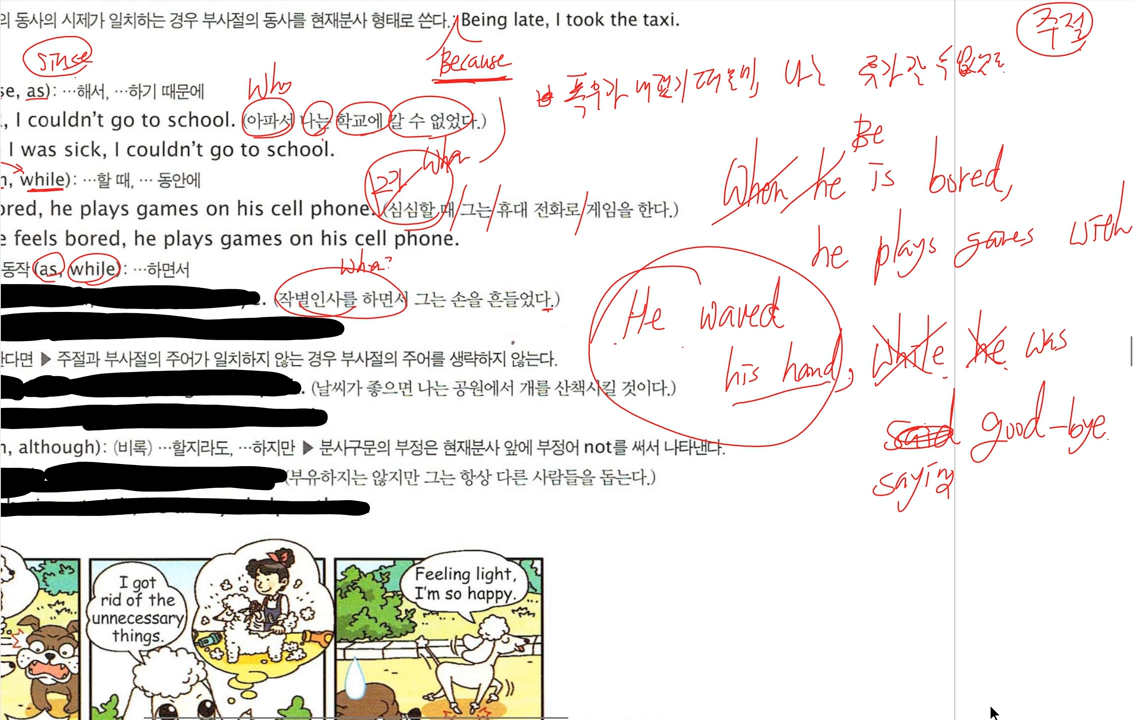 의 동사의 시제가 일치하는 경우 부사절의 동사를 현재분사 형태로 쓴다. Being late, I took the taxi.
주절
sinse
Because
Who
폭우가 내렸기 때문에, 나는
se, as): …해서, …하기 때문에
, I couldn't go to school. (아파서 나는 학교에 갈 수 없었다.)
I was sick, I couldn't go to school.
Be
When he is bored,
he plays games with
n, while): …할 때, … 동안에
ored, he plays games on his cell phone. (심심할 때 그는 휴대 전화로 게임을 한다.)
e feels bored, he plays games on his cell phone.
동작 (as, while): …하면서
. (작별인사를 하면서 그는 손을 흔들었다.)
He waved
his hand, while he was
said good-bye.
saying
한다면 ▶ 주절과 부사절의 주어가 일치하지 않는 경우 부사절의 주어를 생략하지 않는다.
. (날씨가 좋으면 나는 공원에서 개를 산책시킬 것이다.)
h, although): (비록) …할지라도, …하지만 ▶ 분사구문의 부정은 현재분사 앞에 부정어 not를 써서 나타낸다.
(부유하지는 않지만 그는 항상 다른 사람들을 돕는다.)
I got
rid of the
unnecessary
things.
Feeling light,
I'm so happy.